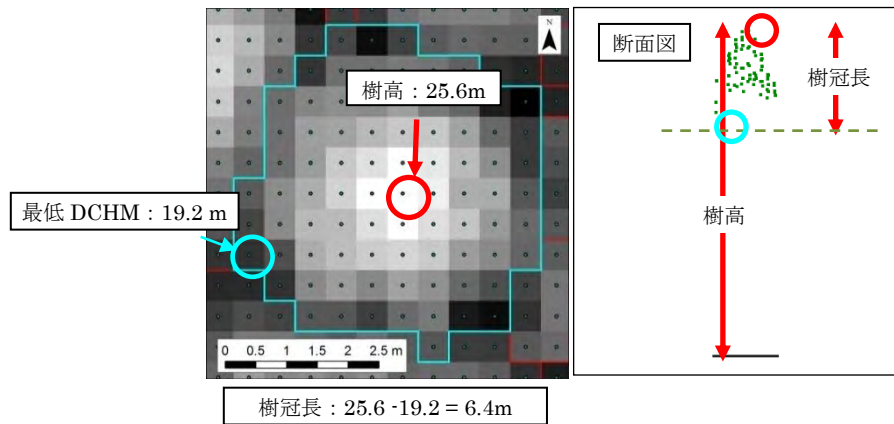 N
断面図
樹高：25.6m
樹冠長
最低 DCHM：19.2 m
樹高
0 0.5 1 1.5 2 2.5 m
樹冠長：25.6 -19.2 = 6.4m